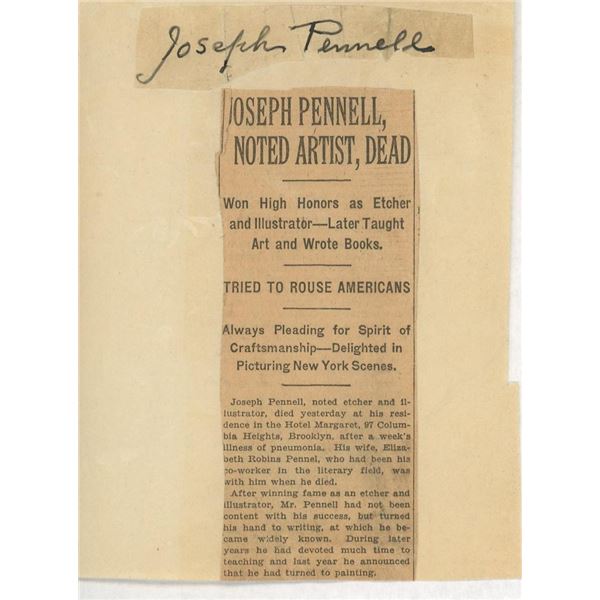 Joseph Pennell
JOSEPH PENNELL,
NOTED ARTIST, DEAD
Won High Honors as Etcher
and Illustrator—Later Taught
Art and Wrote Books.
TRIED TO ROUSE AMERICANS
Always Pleading for Spirit of
Craftsmanship—Delighted in
Picturing New York Scenes.
Joseph Pennell, noted etcher and il-
lustrator, died yesterday at his resi-
dence in the Hotel Margaret, 97 Colum-
bia Heights, Brooklyn, after a week's
illness of pneumonia. His wife, Eliza-
beth Robins Pennel, who had been his
co-worker in the literary field, was
with him when he died.
After winning fame as an etcher and
illustrator, Mr. Pennell had not been
content with his success, but turned
his hand to writing, at which he be-
came widely known. During later
years he had devoted much time to
teaching and last year he announced
that he had turned to painting.